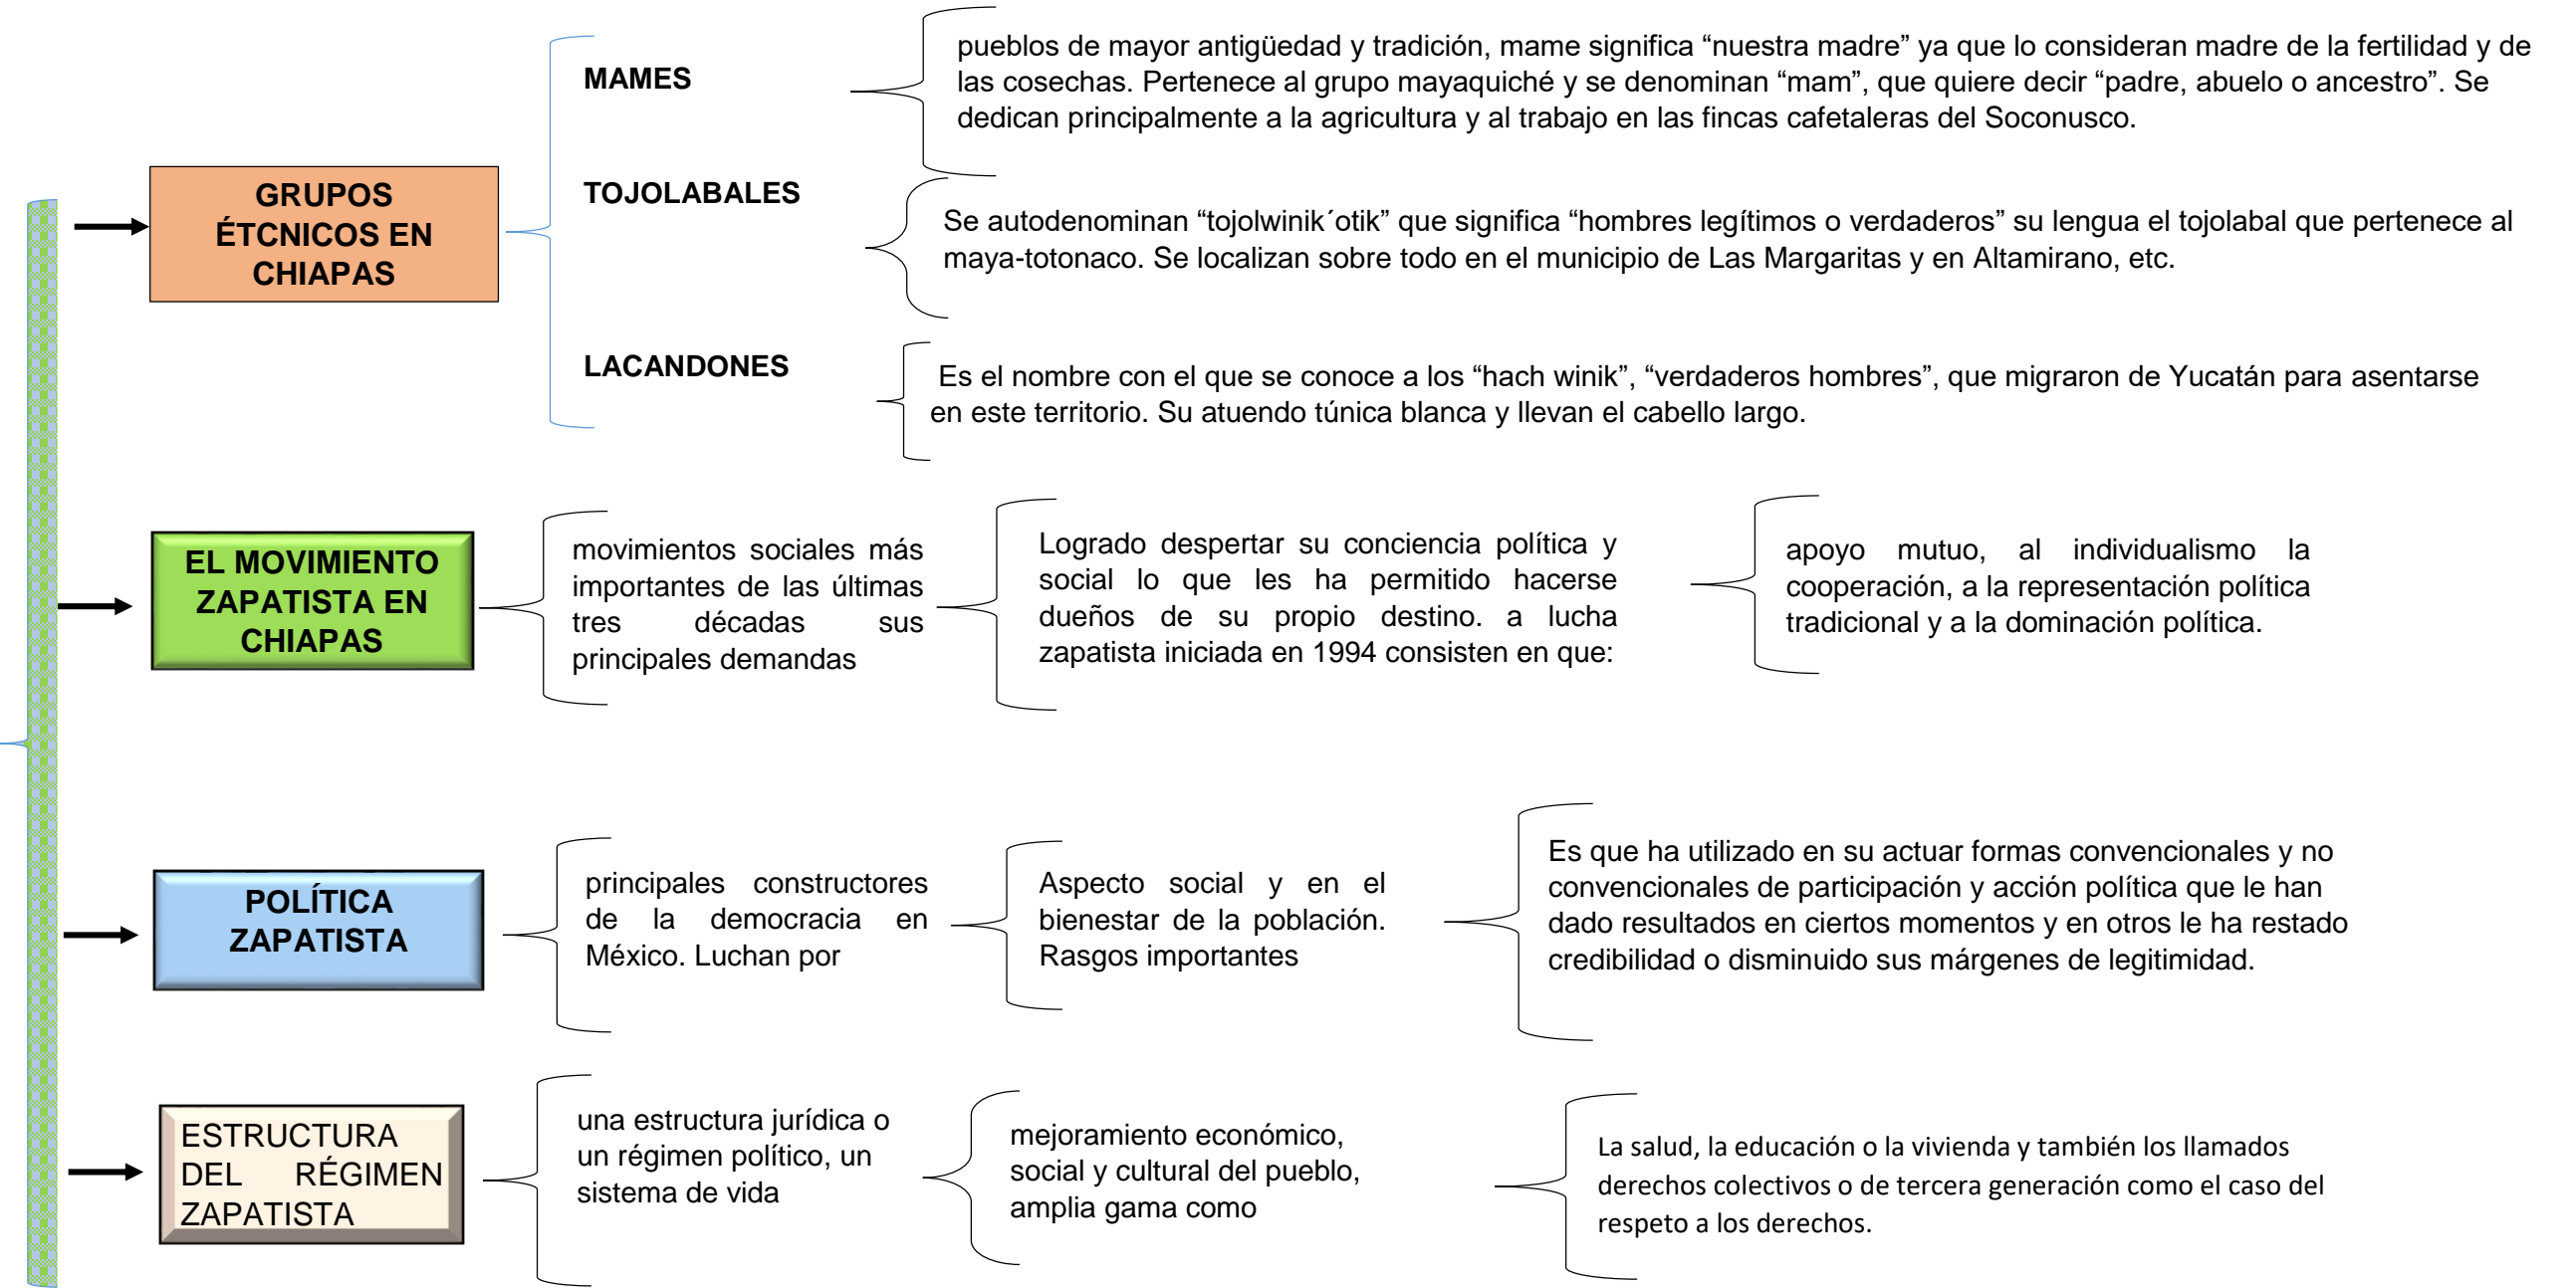 GRUPOS
ÉTCNICOS EN
CHIAPAS
MAMES
pueblos de mayor antigüedad y tradición, mame significa “nuestra madre” ya que lo consideran madre de la fertilidad y de
las cosechas. Pertenece al grupo mayaquiché y se denominan “mam”, que quiere decir “padre, abuelo o ancestro”. Se
dedican principalmente a la agricultura y al trabajo en las fincas cafetaleras del Soconusco.
TOJOLABALES
Se autodenominan “tojolwinik´otik” que significa “hombres legítimos o verdaderos” su lengua el tojolabal que pertenece al
maya-totonaco. Se localizan sobre todo en el municipio de Las Margaritas y en Altamirano, etc.
LACANDONES
Es el nombre con el que se conoce a los “hach winik”, “verdaderos hombres”, que migraron de Yucatán para asentarse
en este territorio. Su atuendo túnica blanca y llevan el cabello largo.
EL MOVIMIENTO
ZAPATISTA EN
CHIAPAS
movimientos sociales más
importantes de las últimas
tres décadas sus
principales demandas
Logrado despertar su conciencia política y
social lo que les ha permitido hacerse
dueños de su propio destino. a lucha
zapatista iniciada en 1994 consisten en que:
apoyo mutuo, al individualismo la
cooperación, a la representación política
tradicional y a la dominación política.
POLÍTICA
ZAPATISTA
principales constructores
de la democracia en
México. Luchan por
Aspecto social y en el
bienestar de la población.
Rasgos importantes
Es que ha utilizado en su actuar formas convencionales y no
convencionales de participación y acción política que le han
dado resultados en ciertos momentos y en otros le ha restado
credibilidad o disminuido sus márgenes de legitimidad.
ESTRUCTURA
DEL RÉGIMEN
ZAPATISTA
una estructura jurídica o
un régimen político, un
sistema de vida
mejoramiento económico,
social y cultural del pueblo,
amplia gama como
La salud, la educación o la vivienda y también los llamados
derechos colectivos o de tercera generación como el caso del
respeto a los derechos.